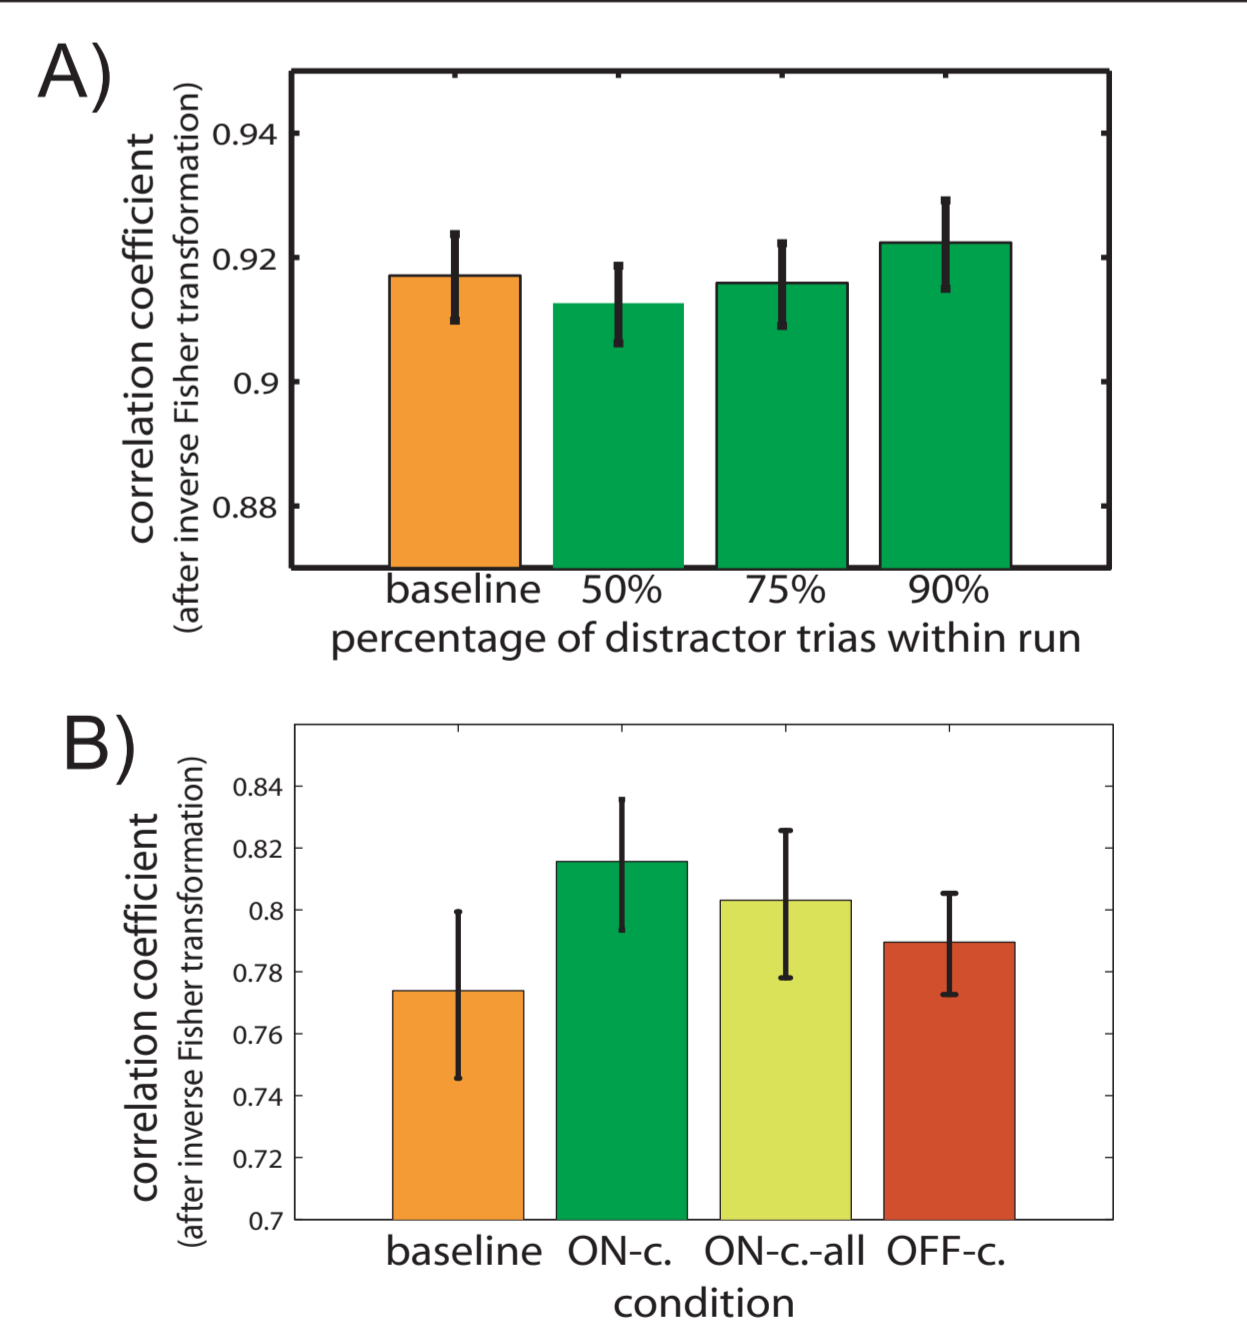 A)
correlation coefficient
(after inverse Fisher transformation)
0.94
0.92
0.9
0.88
baseline 50% 75% 90%
percentage of distractor trias within run
B)
correlation coefficient
(after inverse Fisher transformation)
0.84
0.82
0.8
0.78
0.76
0.74
0.72
0.7
baseline ON-c. ON-c.-all OFF-c.
condition